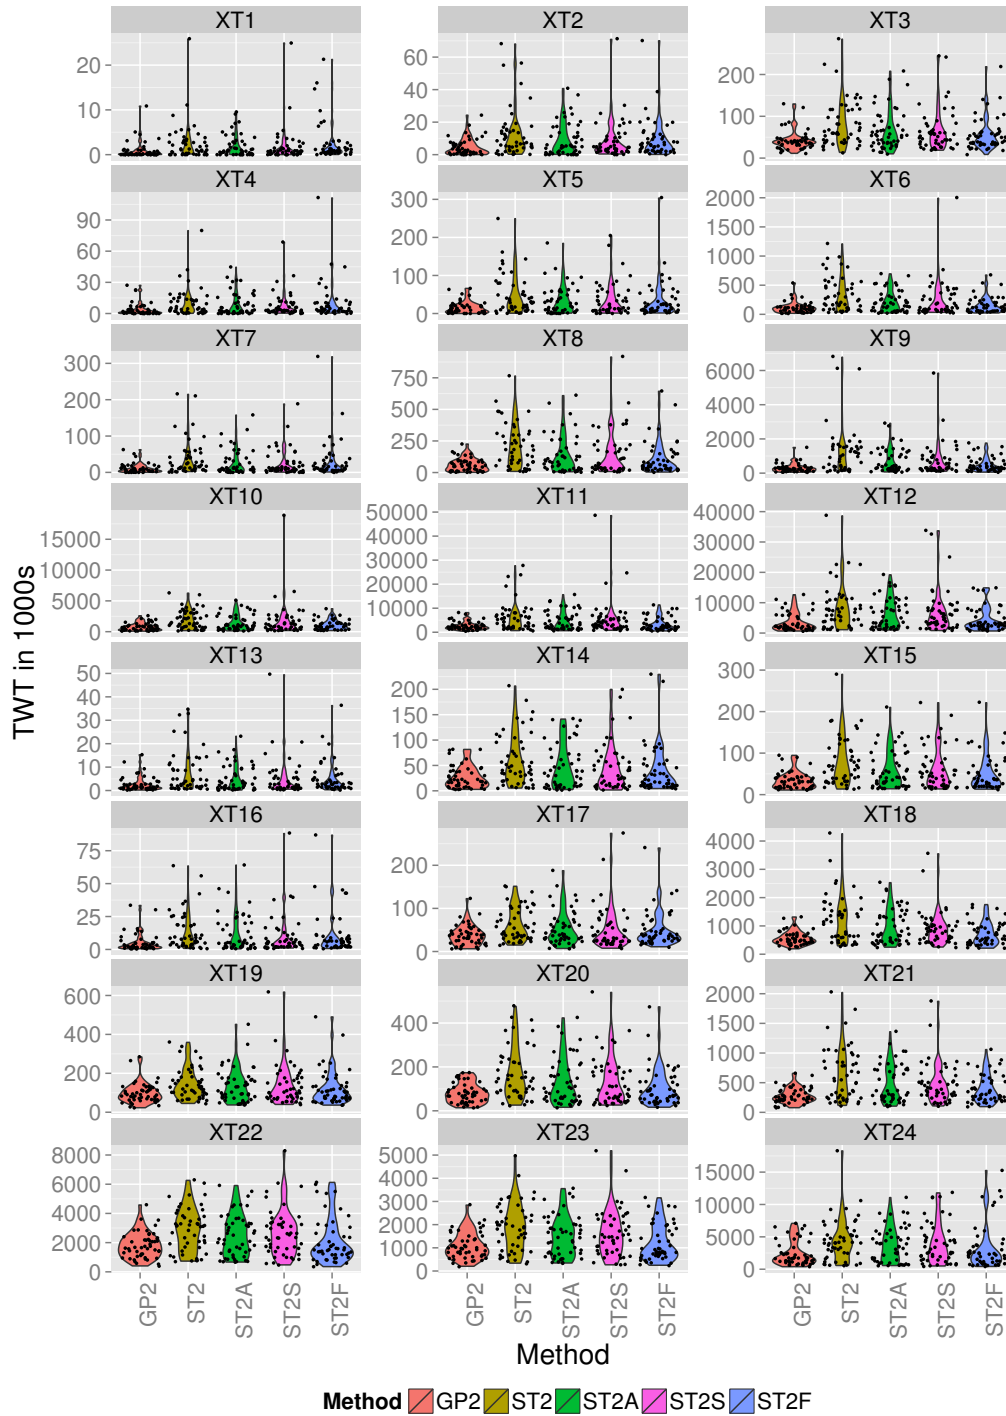 XT1 XT2 XT3
20 60 200
10 40 100
0 20 0
0
XT4 XT5 XT6
90 300 2000
60 200 1500
30 100 1000
0 0 500
0
XT7 XT8 XT9
300 750 6000
200 500 4000
100 250 2000
0 0 0
XT10 XT11 XT12
15000 50000 40000
10000 40000 30000
5000 30000 20000
0 20000 10000
10000 0
0
XT13 XT14 XT15
50 200 300
40 150 200
30 100 100
20 50 0
10 0
0
XT16 XT17 XT18
75 200 4000
50 100 3000
25 0 2000
0 1000
0
XT19 XT20 XT21
600 400 2000
400 200 1500
200 0 1000
0 500
0
XT22 XT23 XT24
8000 5000 15000
6000 4000 10000
4000 3000 5000
2000 2000 0
0 1000
0
TWT in 1000s
GP2 ST2 ST2A ST2S ST2F GP2 ST2 ST2A ST2S ST2F GP2 ST2 ST2A ST2S ST2F
Method
Method GP2 ST2 ST2A ST2S ST2F